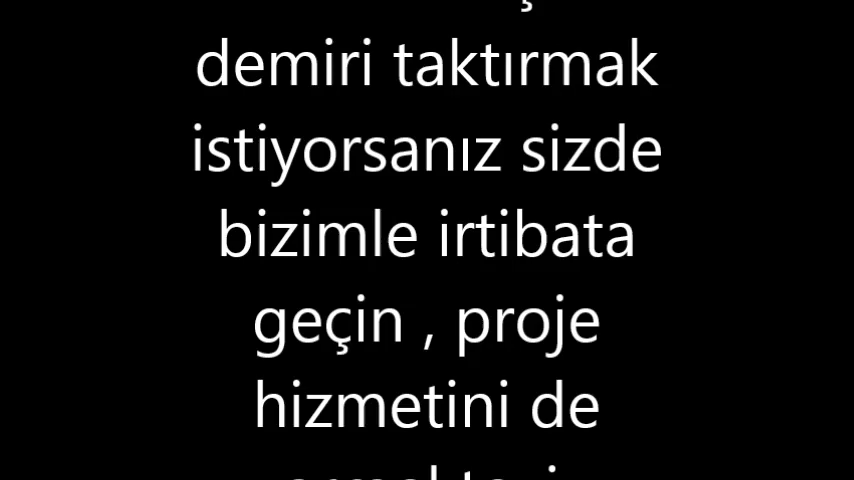 demiri taktırmak
istiyorsanız sizde
bizimle irtibata
geçin , proje
hizmetini de